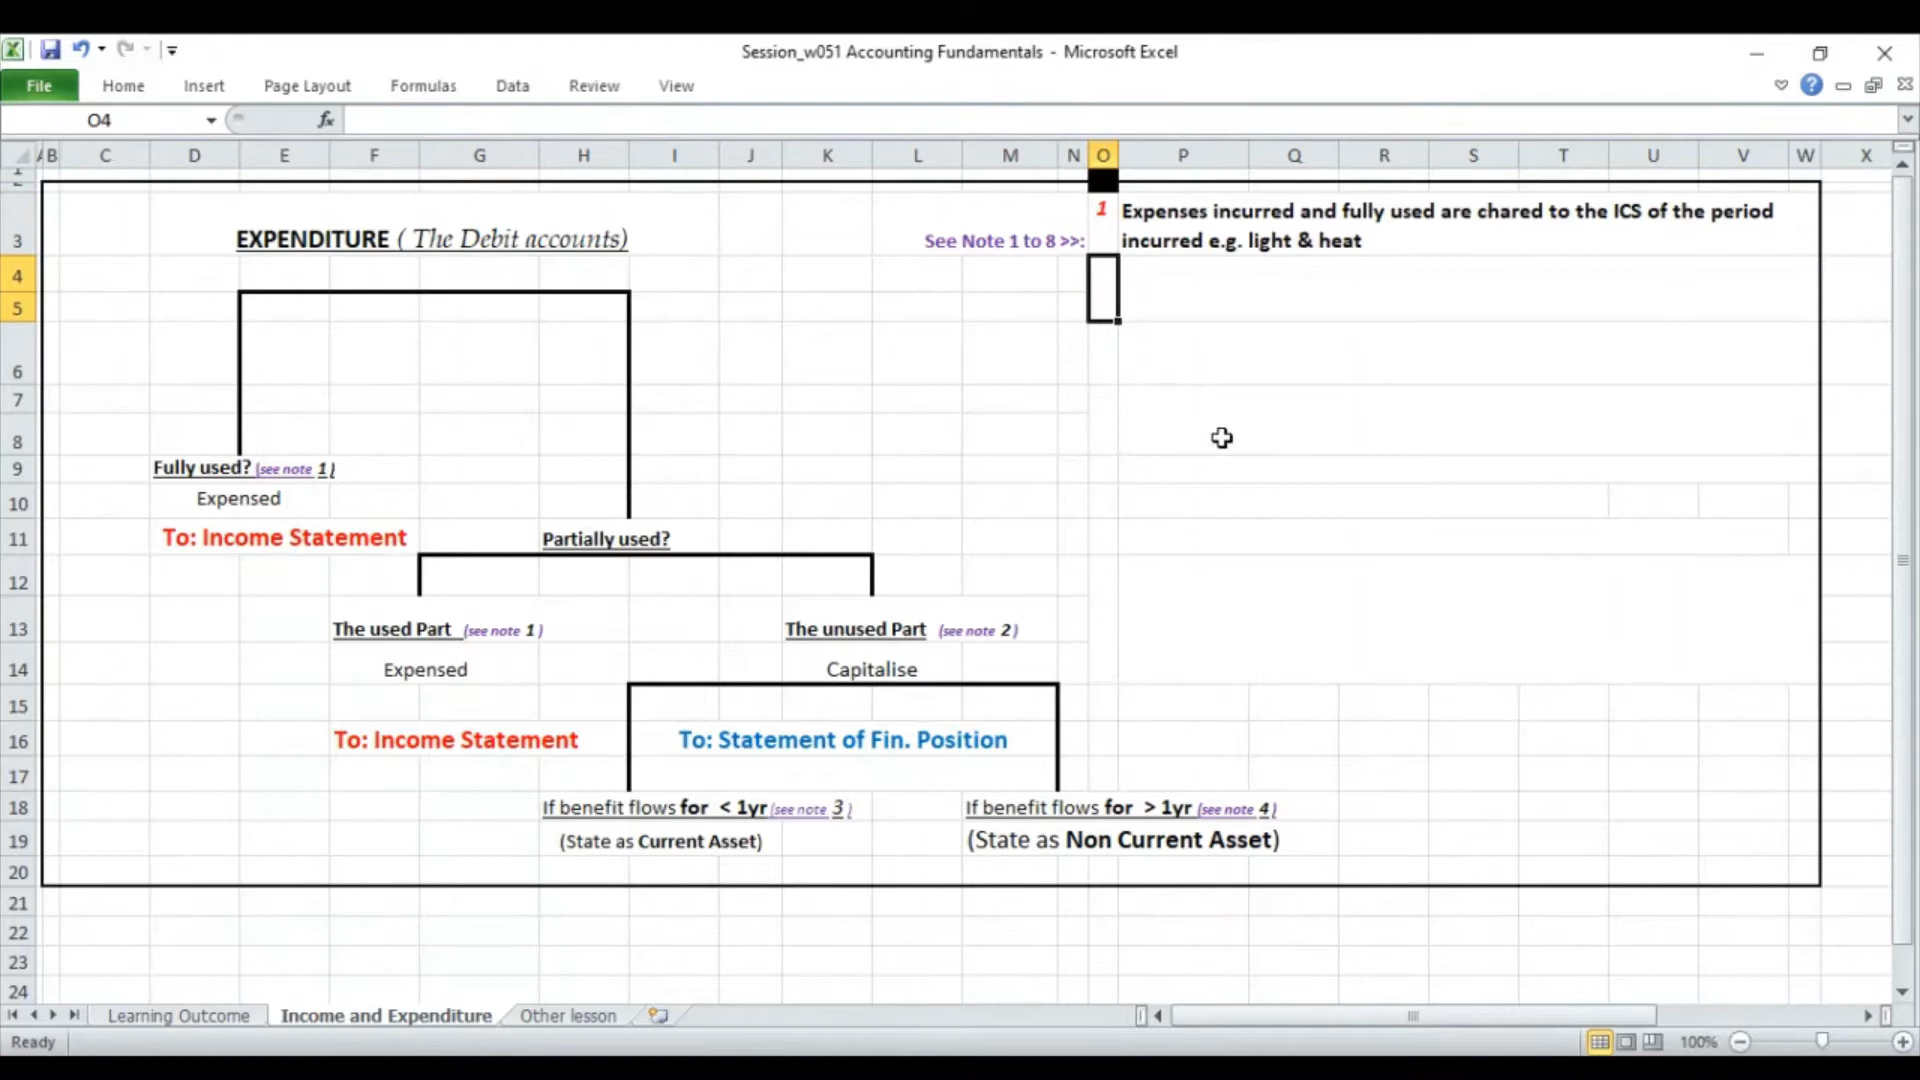 Session_w051 Accounting Fundamentals - Microsoft Excel
File Home Insert Page Layout Formulas Data Review View
O4 fx
A B C D E F G H I J K L M N O P Q R S T U V W X
1
2
3 EXPENDITURE ( The Debit accounts) See Note 1 to 8 >>: 1 Expenses incurred and fully used are chared to the ICS of the period
incurred e.g. light & heat
4
5
6
7
8
9 Fully used? (see note 1)
10 Expensed
11 To: Income Statement Partially used?
12
13 The used Part (see note 1) The unused Part (see note 2)
14 Expensed Capitalise
15
16 To: Income Statement To: Statement of Fin. Position
17
18 If benefit flows for < 1yr (see note 3) If benefit flows for > 1yr (see note 4)
19 (State as Current Asset) (State as Non Current Asset)
20
21
22
23
24
Learning Outcome Income and Expenditure Other lesson
Ready 100%